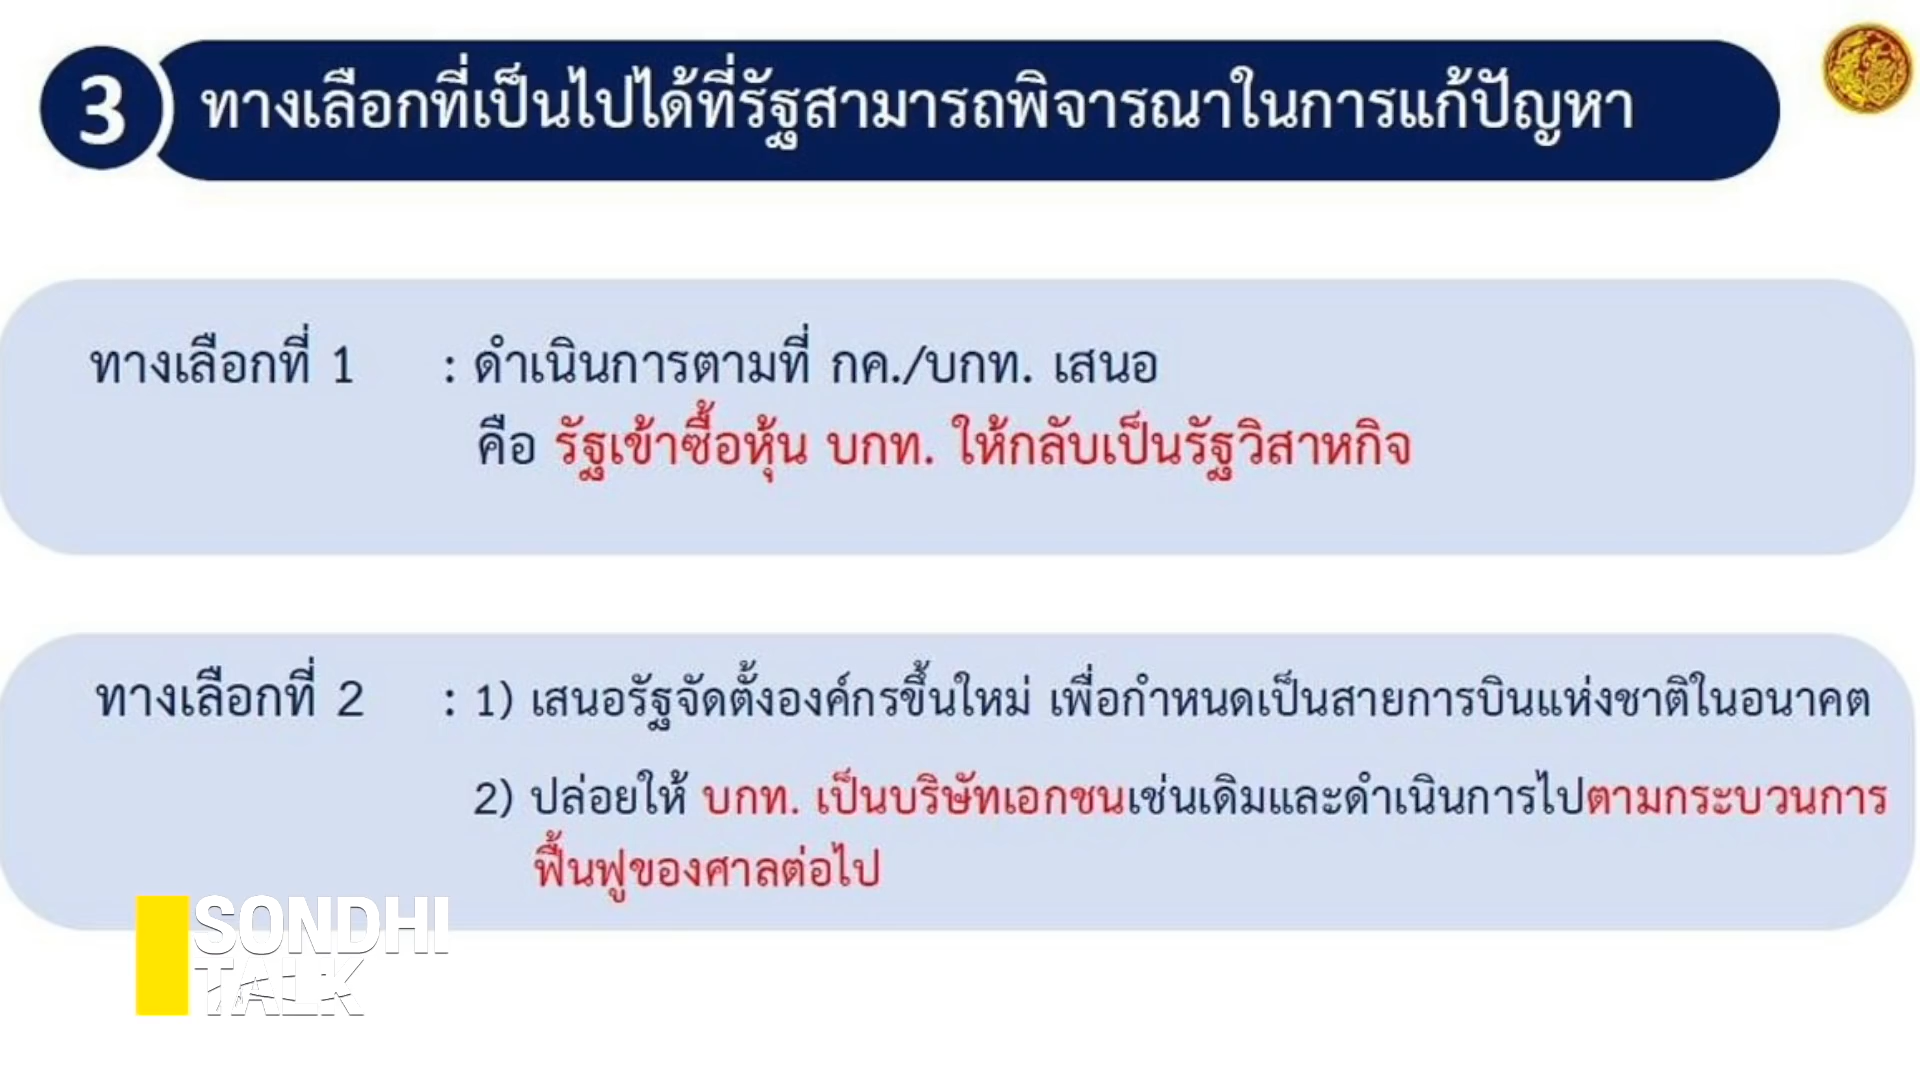 3
ทางเลือกที่เป็นไปได้ที่รัฐสามารถพิจารณาในการแก้ปัญหา
ทางเลือกที่ 1 : ดำเนินการตามที่ กค./บกท. เสนอ
คือ รัฐเข้าซื้อหุ้น บกท. ให้กลับเป็นรัฐวิสาหกิจ
ทางเลือกที่ 2 : 1) เสนอรัฐจัดตั้งองค์กรขึ้นใหม่ เพื่อกำหนดเป็นสายการบินแห่งชาติในอนาคต
2) ปล่อยให้ บกท. เป็นบริษัทเอกชนเช่นเดิมและดำเนินการไปตามกระบวนการ
ฟื้นฟูของศาลต่อไป
SONDHI
TALK